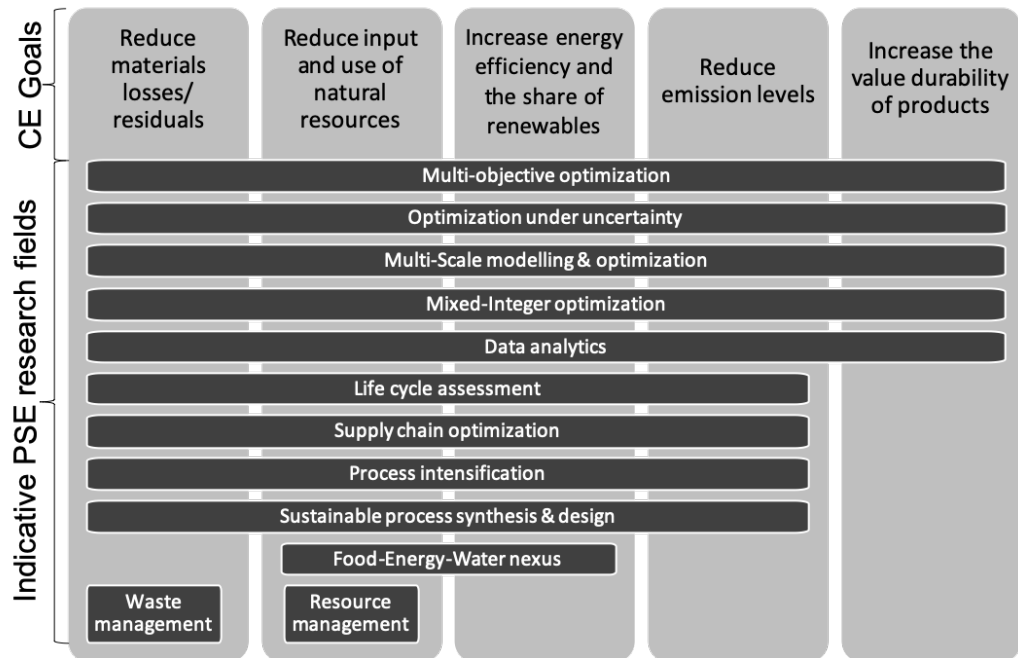 CE Goals
Reduce
materials
losses/
residuals
Reduce input
and use of
natural
resources
Increase energy
efficiency and
the share of
renewables
Reduce
emission levels
Increase the
value durability
of products
Indicative PSE research fields
Multi-objective optimization
Optimization under uncertainty
Multi-Scale modelling & optimization
Mixed-Integer optimization
Data analytics
Life cycle assessment
Supply chain optimization
Process intensification
Sustainable process synthesis & design
Food-Energy-Water nexus
Waste
management
Resource
management